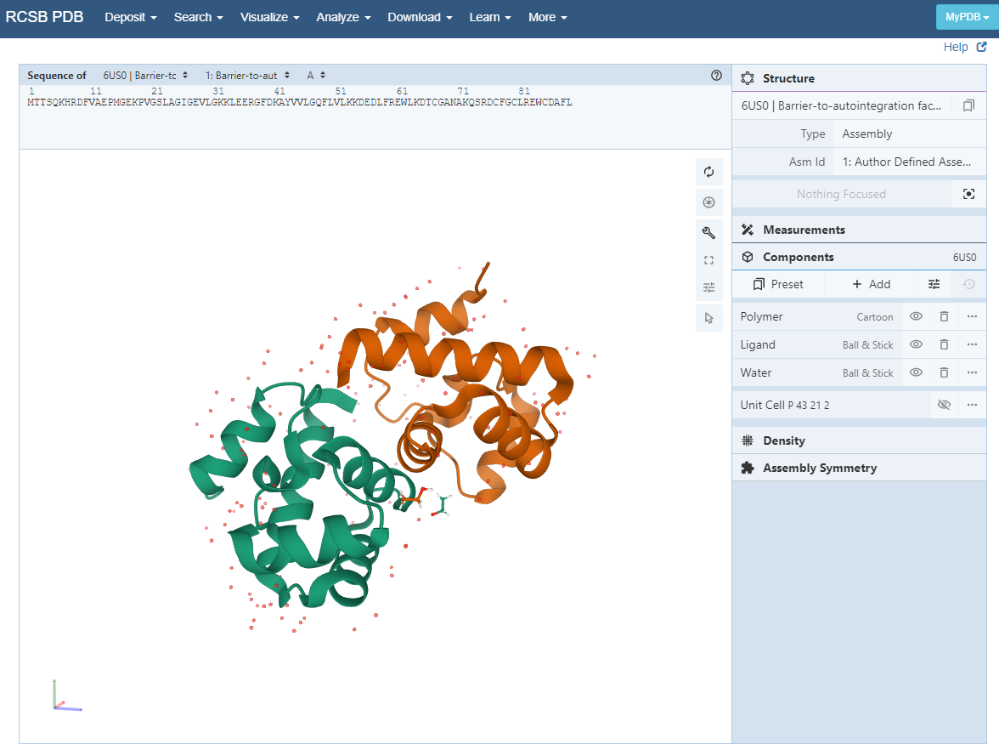 RCSB PDB Deposit Search Visualize Analyze Download Learn More MyPDB
Help
Sequence of 6US0 | Barrier-tc 1: Barrier-to-aut A
1 11 21 31 41 51 61 71 81
MTTSQKHRDFVAEPMGEKPVGSLAGIGEVLGKKLEERGFDKAYVVLGQFLVLKKDEDLFREWLKDTCGANAKQSRDCFGCLREWCDAFL
Structure
6US0 | Barrier-to-autointegration fac...
Type Assembly
Asm Id 1: Author Defined Asse...
Nothing Focused
Measurements
Components 6US0
Preset Add
Polymer Cartoon
Ligand Ball & Stick
Water Ball & Stick
Unit Cell P 43 21 2
Density
Assembly Symmetry